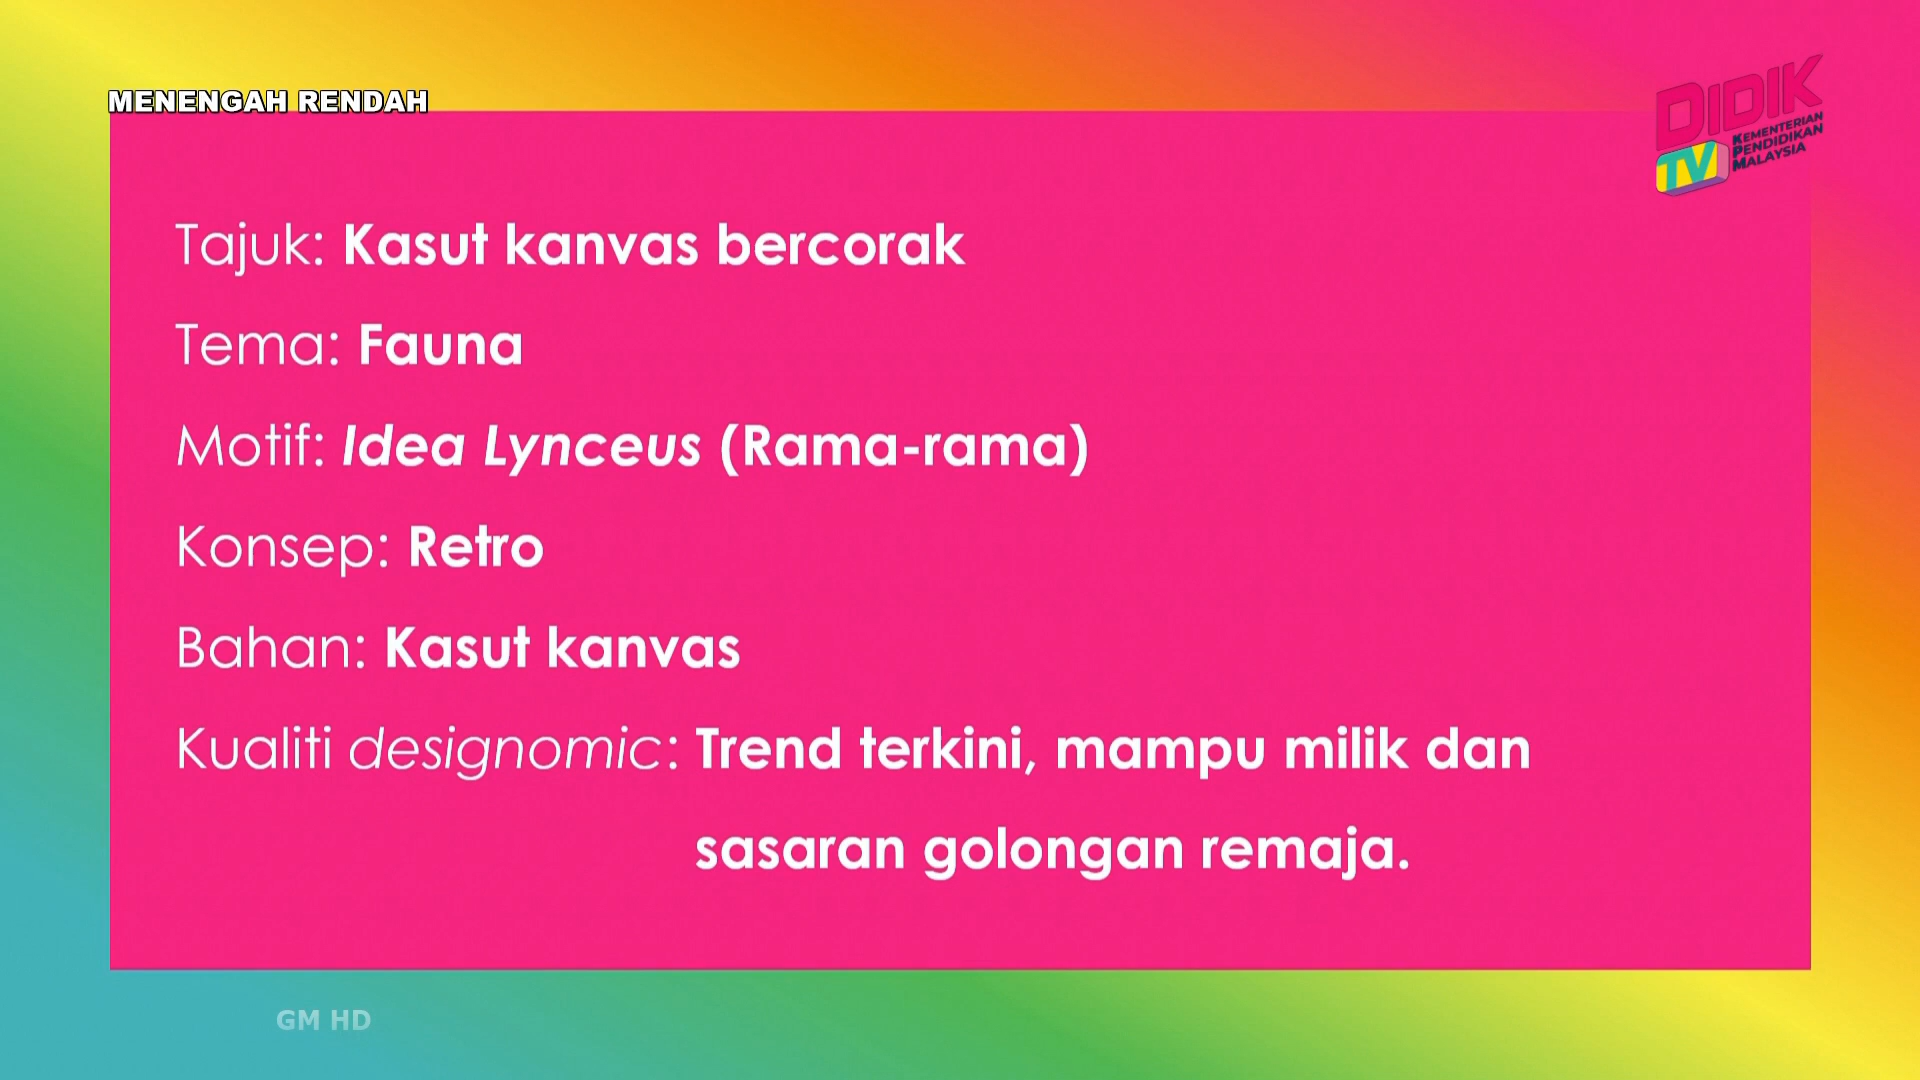 MENENGAH RENDAH
DIDIK
TV
KEMENTERIAN
PENDIDIKAN
MALAYSIA
Tajuk: Kasut kanvas bercorak
Tema: Fauna
Motif: Idea Lynceus (Rama-rama)
Konsep: Retro
Bahan: Kasut kanvas
Kualiti designomic: Trend terkini, mampu milik dan
sasaran golongan remaja.
GM HD